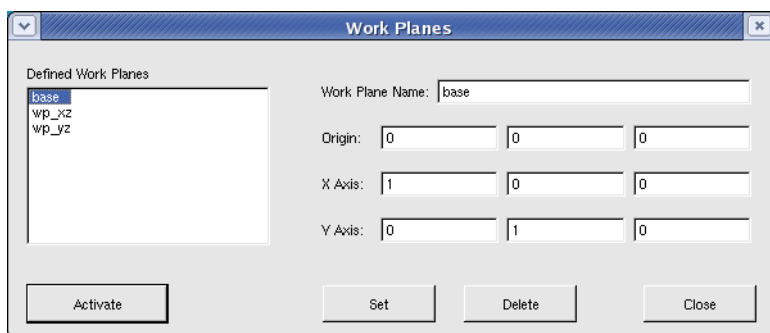 Work Planes
Defined Work Planes
base
wp_xz
wp_yz
Work Plane Name: base
Origin: 0 0 0
X Axis: 1 0 0
Y Axis: 0 1 0
Activate Set Delete Close